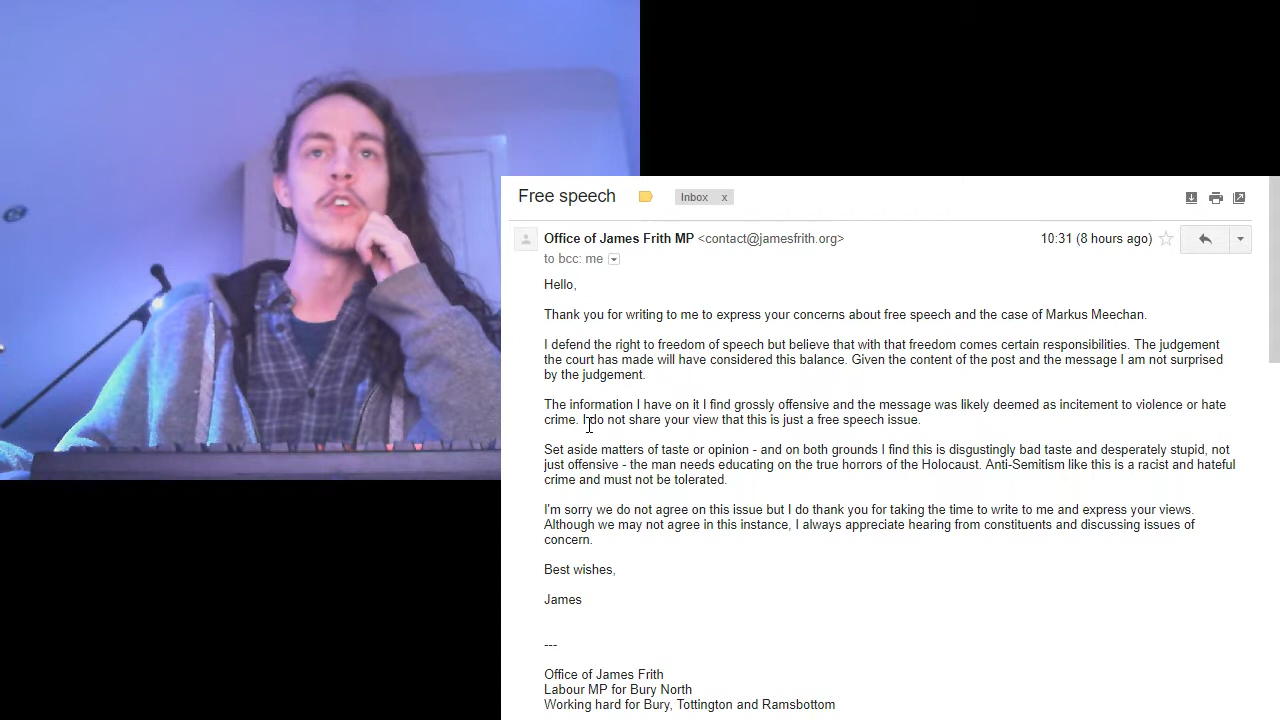 Free speech
Inbox x
Office of James Frith MP <contact@jamesfrith.org>
10:31 (8 hours ago)
to bcc: me
Hello,
Thank you for writing to me to express your concerns about free speech and the case of Markus Meechan.
I defend the right to freedom of speech but believe that with that freedom comes certain responsibilities. The judgement
the court has made will have considered this balance. Given the content of the post and the message I am not surprised
by the judgement.
The information I have on it I find grossly offensive and the message was likely deemed as incitement to violence or hate
crime. I do not share your view that this is just a free speech issue.
Set aside matters of taste or opinion - and on both grounds I find this is disgustingly bad taste and desperately stupid, not
just offensive - the man needs educating on the true horrors of the Holocaust. Anti-Semitism like this is a racist and hateful
crime and must not be tolerated.
I'm sorry we do not agree on this issue but I do thank you for taking the time to write to me and express your views.
Although we may not agree in this instance, I always appreciate hearing from constituents and discussing issues of
concern.
Best wishes,
James
---
Office of James Frith
Labour MP for Bury North
Working hard for Bury, Tottington and Ramsbottom